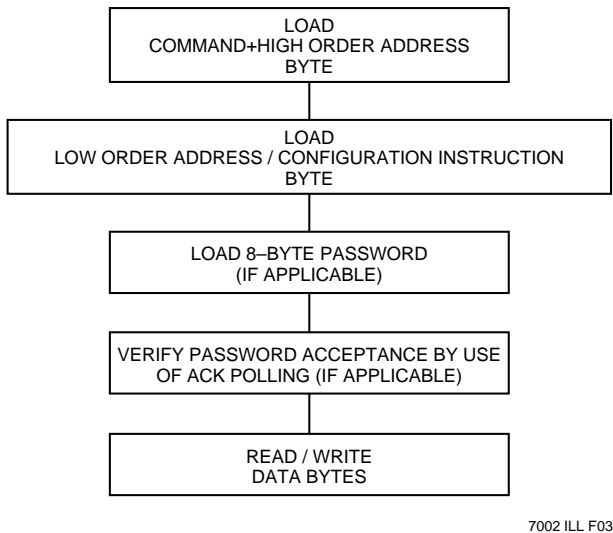 LOAD
COMMAND+HIGH ORDER ADDRESS
BYTE
LOAD
LOW ORDER ADDRESS / CONFIGURATION INSTRUCTION
BYTE
LOAD 8–BYTE PASSWORD
(IF APPLICABLE)
VERIFY PASSWORD ACCEPTANCE BY USE
OF ACK POLLING (IF APPLICABLE)
READ / WRITE
DATA BYTES
7002 ILL F03